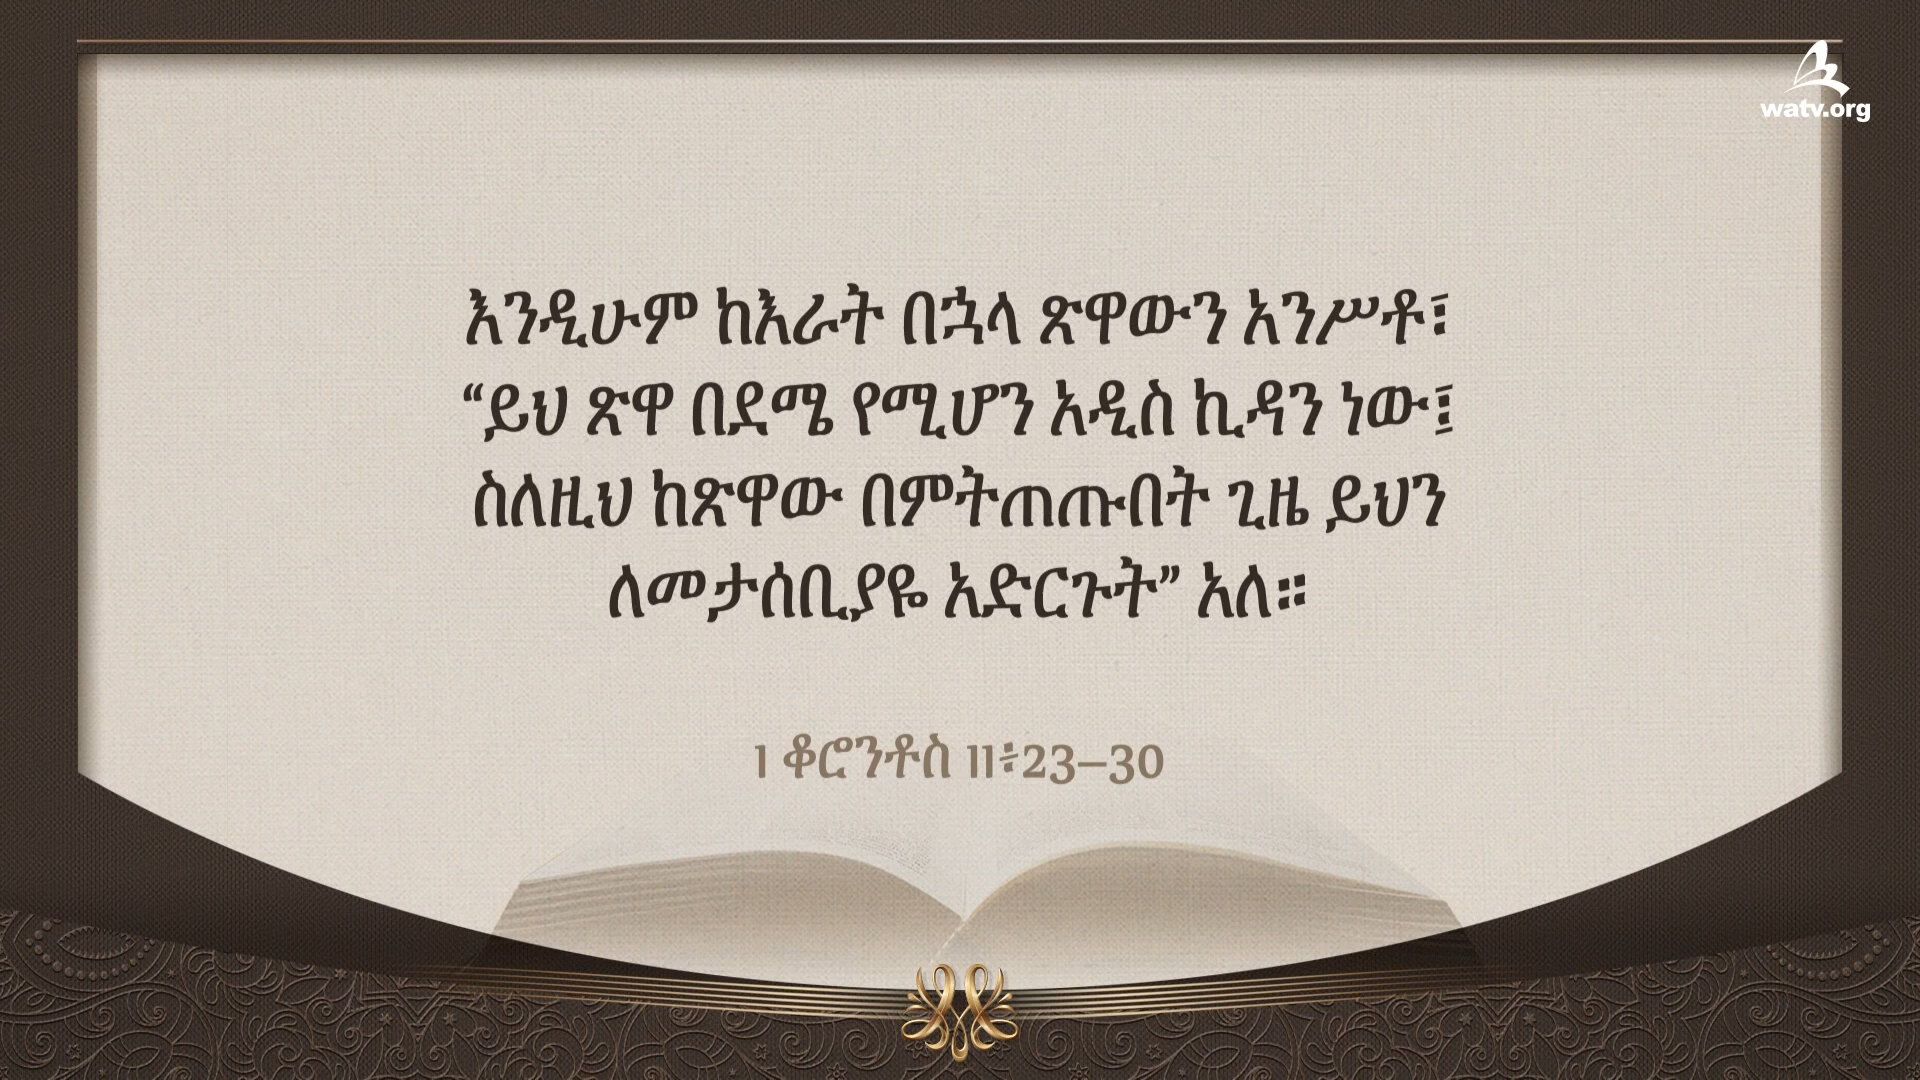 watv.org
እንዲሁም ከእራት በኋላ ጽዋውን አንሥቶ፣
“ይህ ጽዋ በደሜ የሚሆን አዲስ ኪዳን ነው፤
ስለዚህ ከጽዋው በምትጠጡበት ጊዜ ይህን
ለመታሰቢያዬ አድርጉት” አለ።
1 ቆሮንቶስ 11፥23–30